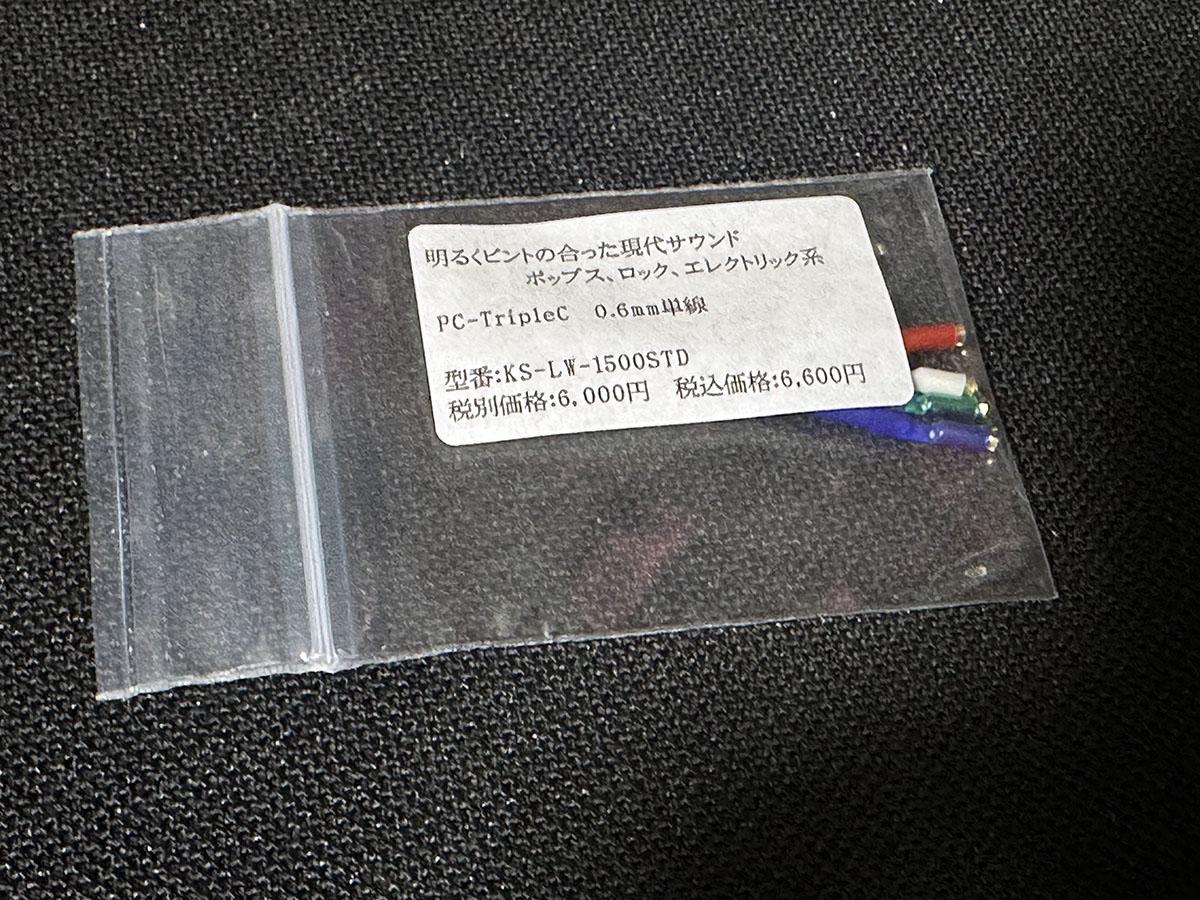 明るくピントの合った現代サウンド
ポップス、ロック、エレクトリック系
PC-TripleC 0.6mm単線
型番:KS-LW-1500STD
税別価格:6,000円 税込価格:6,600円